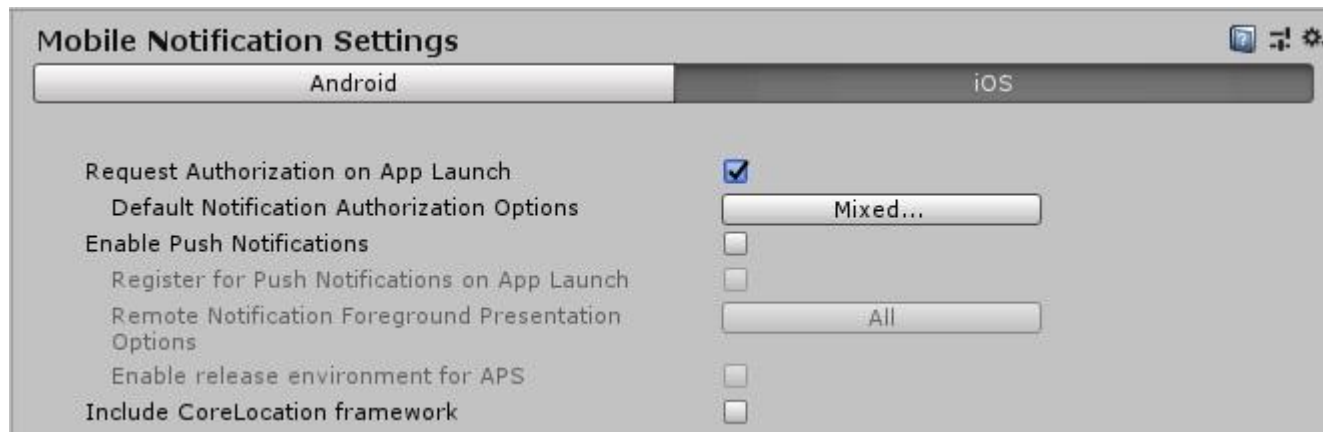 Mobile Notification Settings
Android
iOS
Request Authorization on App Launch
Default Notification Authorization Options
Mixed...
Enable Push Notifications
Register for Push Notifications on App Launch
Remote Notification Foreground Presentation
Options
All
Enable release environment for APS
Include CoreLocation framework